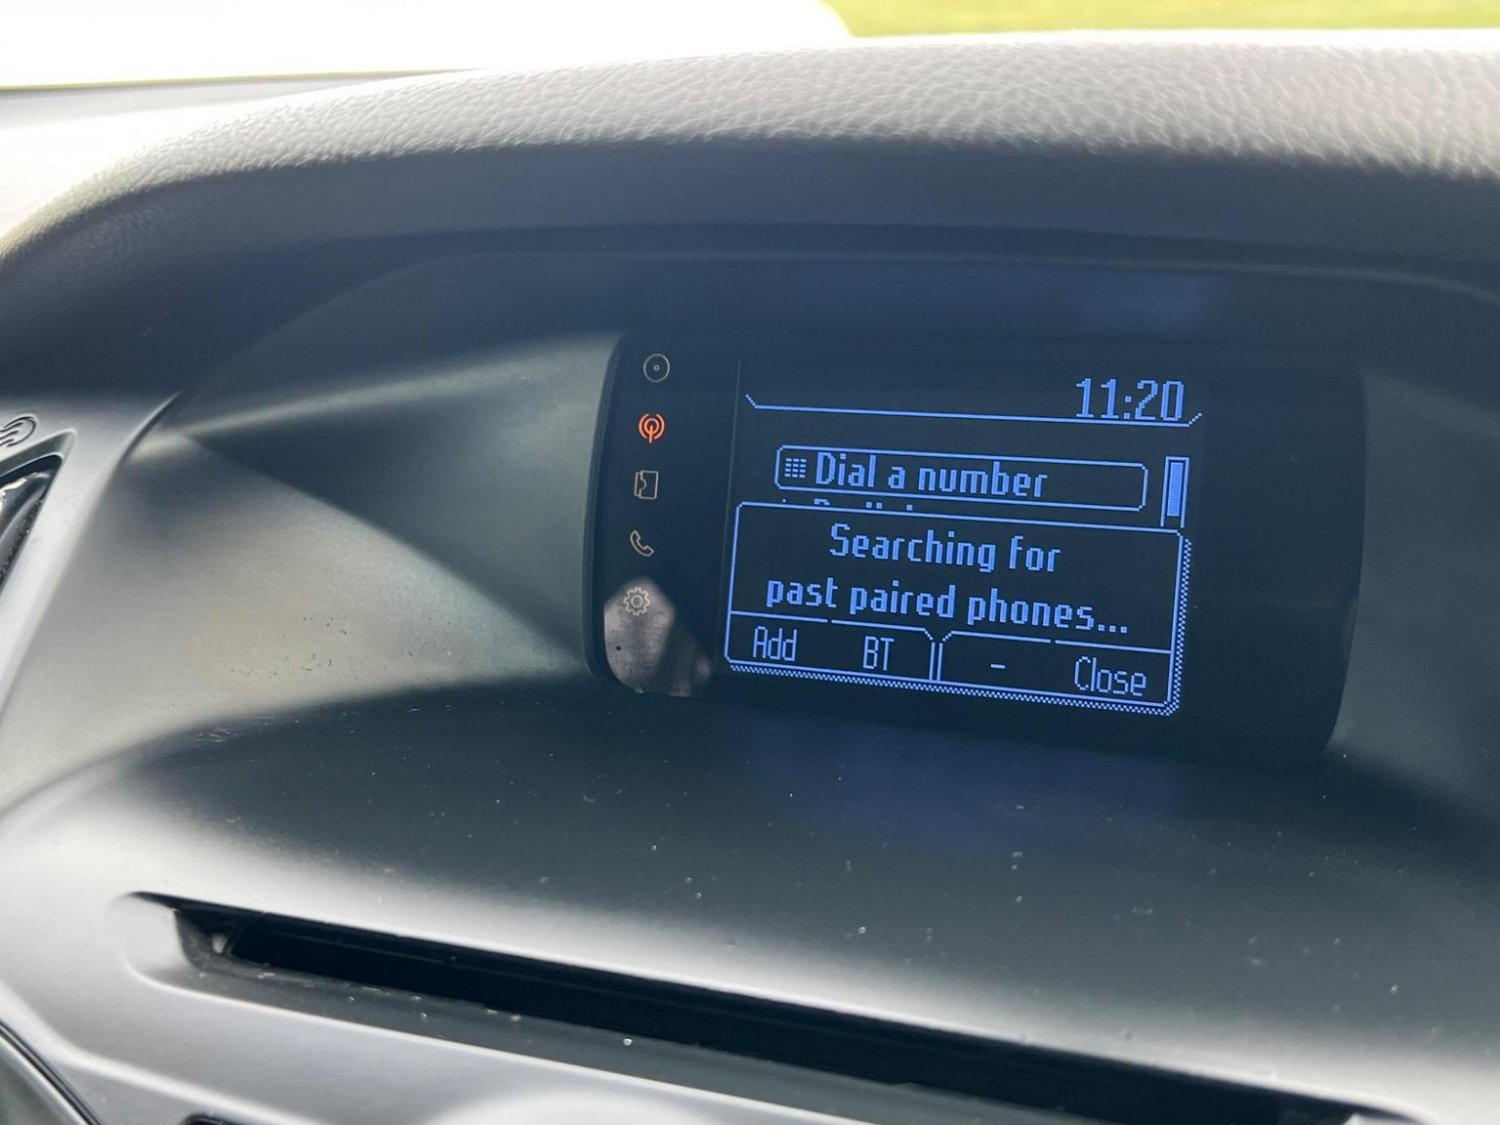 11:20
Dial a number
Searching for
past paired phones...
Add BT - Close